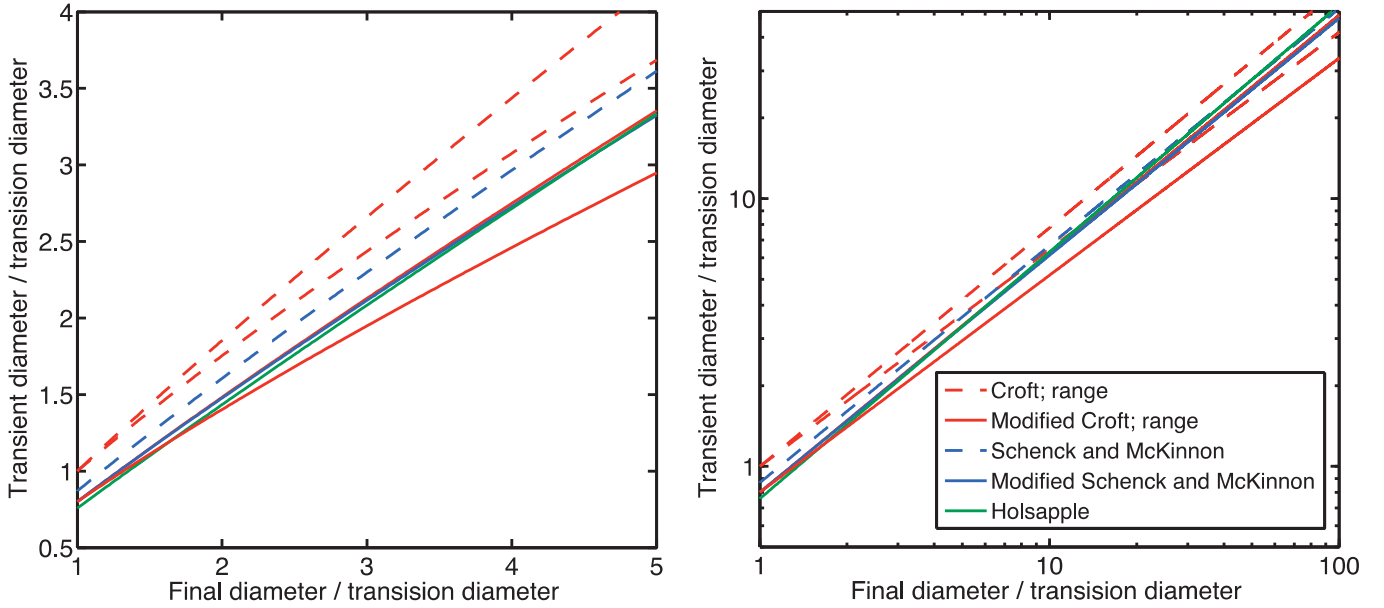 Transient diameter / transision diameter
4
3.5
3
2.5
2
1.5
1
0.5
1
2
3
4
5
Final diameter / transision diameter
Transient diameter / transision diameter
10
1
1
10
100
Final diameter / transision diameter
Croft; range
Modified Croft; range
Schenck and McKinnon
Modified Schenck and McKinnon
Holsapple